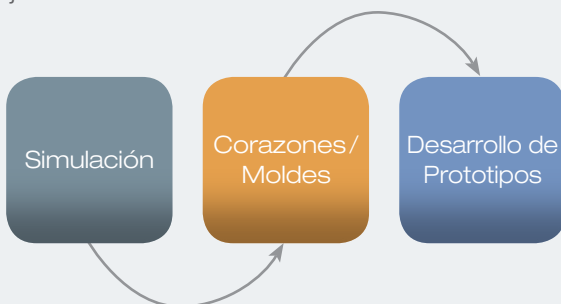 Simulación
Corazones /
Moldes
Desarrollo de
Prototipos